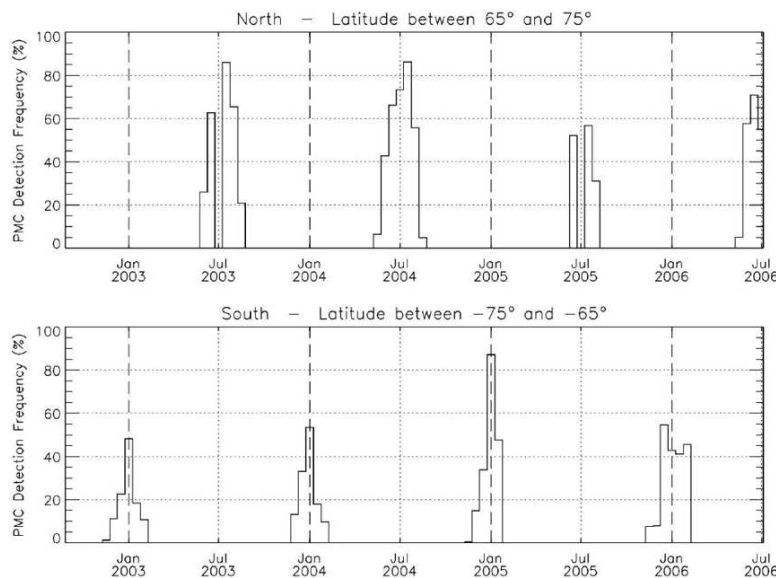 North – Latitude between 65° and 75°
PMC Detection Frequency (%)
100
80
60
40
20
0
Jan 2003 Jul 2003 Jan 2004 Jul 2004 Jan 2005 Jul 2005 Jan 2006 Jul 2006
South – Latitude between –75° and –65°
PMC Detection Frequency (%)
100
80
60
40
20
0
Jan 2003 Jul 2003 Jan 2004 Jul 2004 Jan 2005 Jul 2005 Jan 2006 Jul 2006